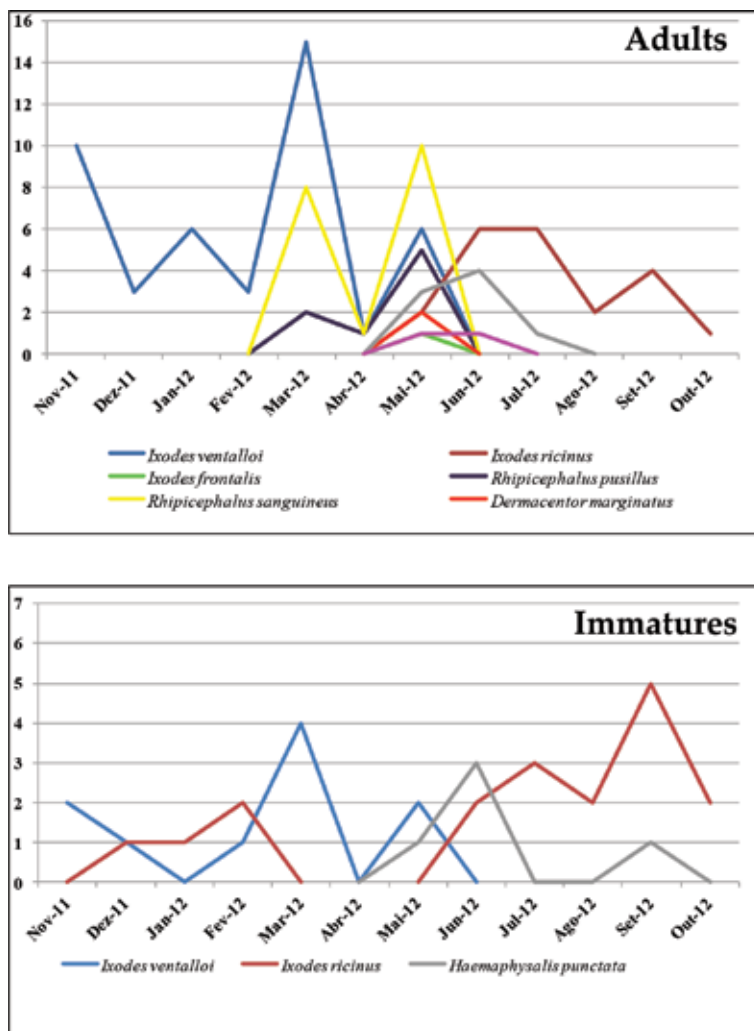 Adults
16
14
12
10
8
6
4
2
0
Nov-11 Dez-11 Jan-12 Fev-12 Mar-12 Abr-12 Mai-12 Jun-12 Jul-12 Ago-12 Set-12 Out-12
Ixodes ventalloi Ixodes ricinus
Ixodes frontalis Rhipicephalus pusillus
Rhipicephalus sanguineus Dermacentor marginatus
Immatures
7
6
5
4
3
2
1
0
Nov-11 Dez-11 Jan-12 Fev-12 Mar-12 Abr-12 Mai-12 Jun-12 Jul-12 Ago-12 Set-12 Out-12
Ixodes ventalloi Ixodes ricinus Haemaphysalis punctata